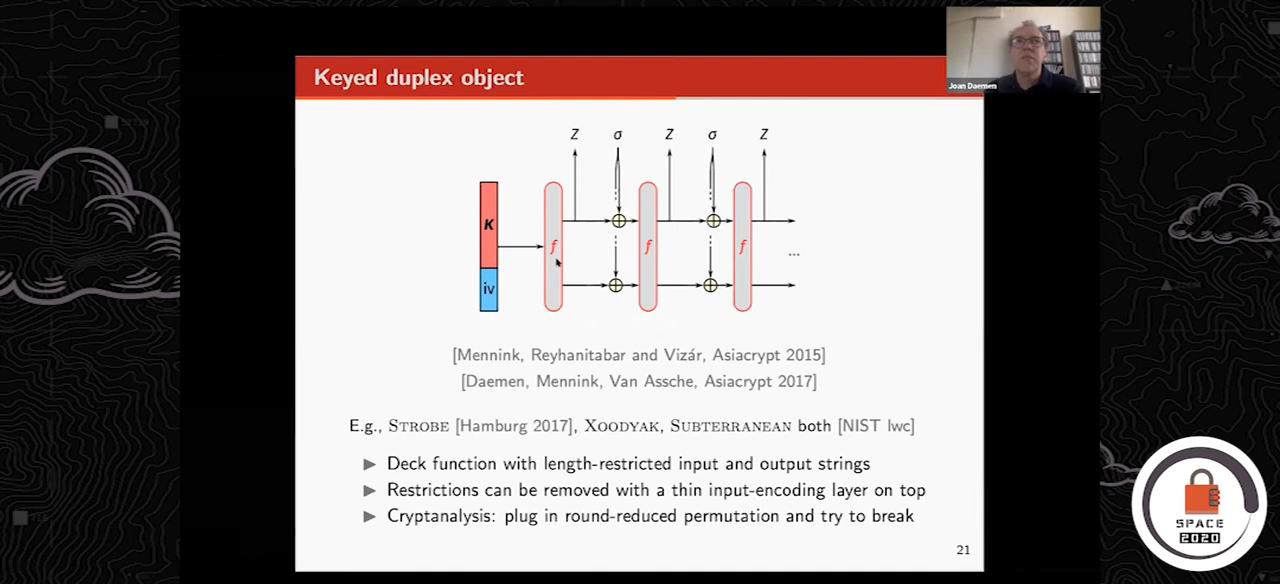 Joan Daemen
Keyed duplex object
Z σ Z σ Z
K
iv
f f f
...
[Mennink, Reyhanitabar and Vizár, Asiacrypt 2015]
[Daemen, Mennink, Van Assche, Asiacrypt 2017]
E.g., STROBE [Hamburg 2017], XOODYAK, SUBTERRANEAN both [NIST lwc]
▶ Deck function with length-restricted input and output strings
▶ Restrictions can be removed with a thin input-encoding layer on top
▶ Cryptanalysis: plug in round-reduced permutation and try to break
21
SPACE
2020